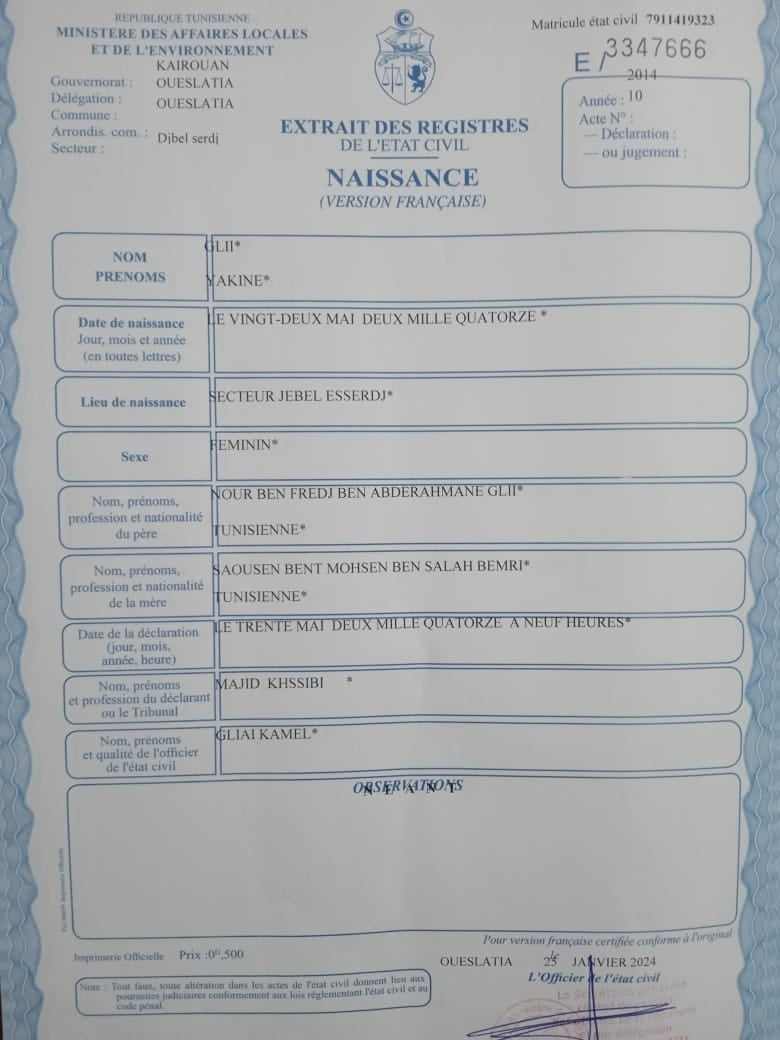 REPUBLIQUE TUNISIENNE
MINISTERE DES AFFAIRES LOCALES
ET DE L'ENVIRONNEMENT
KAIROUAN
Gouvernorat : OUESLATIA
Délégation : OUESLATIA
Commune :
Arrondis. com. : Djbel serdj
Secteur :
Matricule état civil 7911419323
E / 3347666
2014
Année : 10
Acte N° :
— Déclaration :
— ou jugement :
EXTRAIT DES REGISTRES
DE L'ETAT CIVIL
NAISSANCE
(VERSION FRANÇAISE)
NOM
PRENOMS
GLII*
YAKINE*
Date de naissance
Jour, mois et année
(en toutes lettres)
LE VINGT-DEUX MAI DEUX MILLE QUATORZE *
Lieu de naissance
SECTEUR JEBEL ESSERDJ*
Sexe
FEMININ*
Nom, prénoms,
profession et nationalité
du père
NOUR BEN FREDJ BEN ABDERAHMANE GLII*
TUNISIENNE*
Nom, prénoms,
profession et nationalité
de la mère
SAOUSEN BENT MOHSEN BEN SALAH BEMRI*
TUNISIENNE*
Date de la déclaration
(jour, mois,
année, heure)
LE TRENTE MAI DEUX MILLE QUATORZE A NEUF HEURES*
Nom, prénoms
et profession du déclarant
ou le Tribunal
MAJID KHSSIBI *
Nom, prénoms
et qualité de l'officier
de l'état civil
GLIAI KAMEL*
OBSERVATIONS
N E A N T
Pour version française certifiée conforme à l'original
Imprimerie Officielle Prix :0ᴰᵗ,500
OUESLATIA le 25 JANVIER 2024
L'Officier de l'état civil
Note : Tout faux, toute altération dans les actes de l'état civil donnent lieu aux
poursuites judiciaires conformement aux lois réglementant l'état civil et au
code pénal.